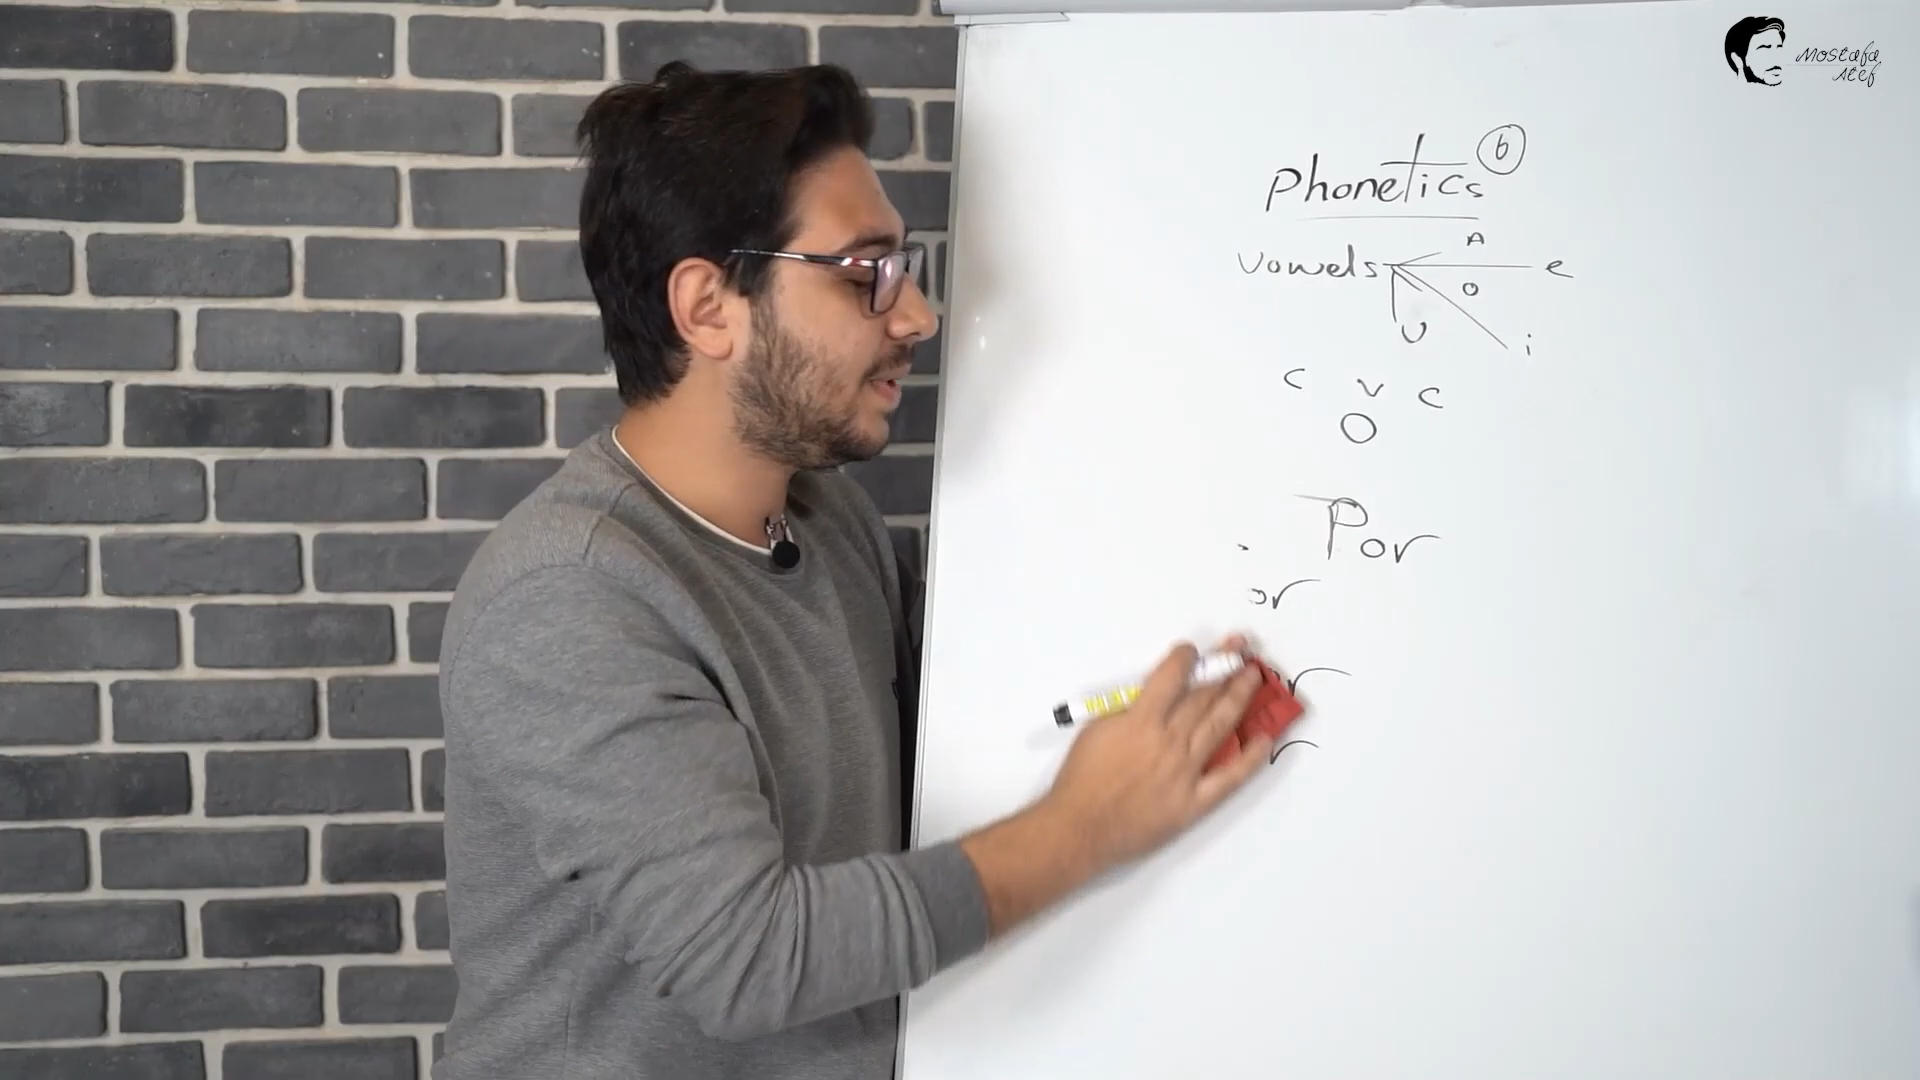 Mostafa
Atef
Phonetics 6
A
vowels e
o
U i
C V C
O
Por
or
r
r